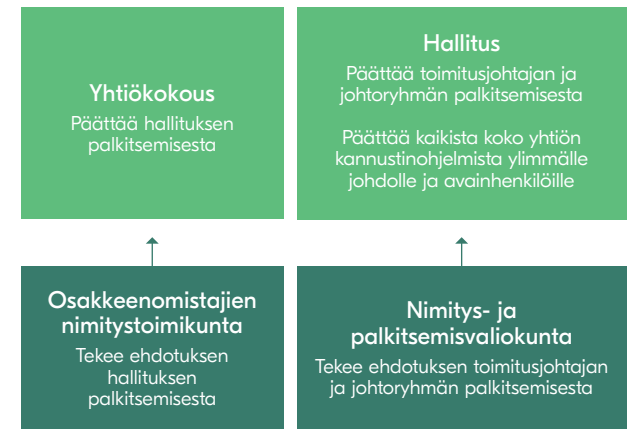 Yhtiökokous
Päättää hallituksen
palkitsemisesta
Hallitus
Päättää toimitusjohtajan ja
johtoryhmän palkitsemisesta
Päättää kaikista koko yhtiön
kannustinohjelmista ylimmälle
johdolle ja avainhenkilöille
Osakkeenomistajien
nimitystoimikunta
Tekee ehdotuksen
hallituksen
palkitsemisesta
Nimitys- ja
palkitsemisvaliokunta
Tekee ehdotuksen toimitusjohtajan
ja johtoryhmän palkitsemisesta